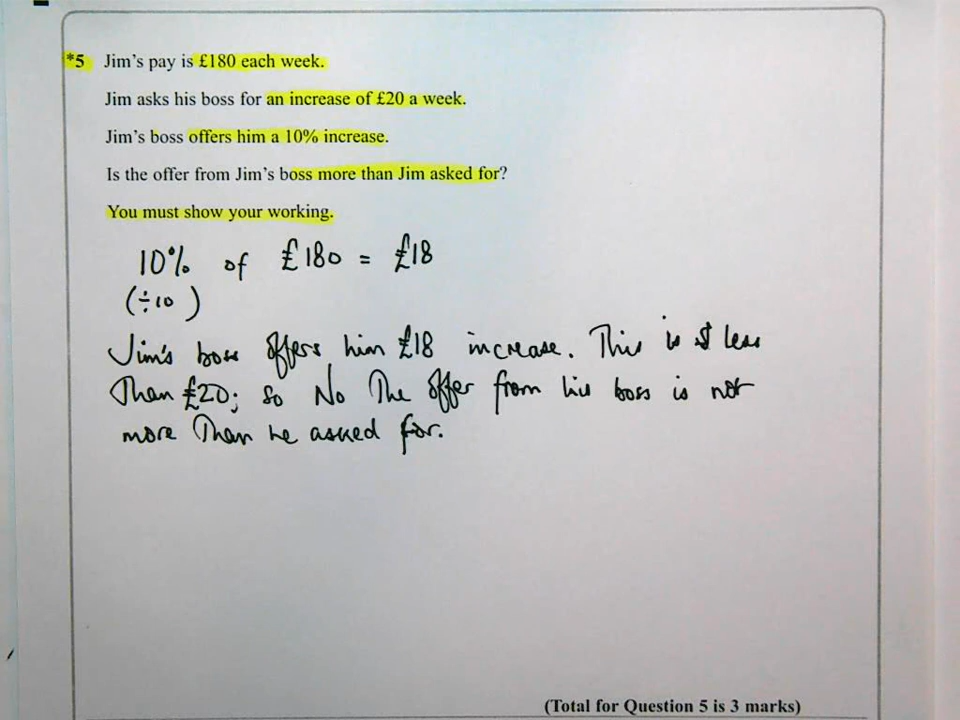 *5 Jim's pay is £180 each week.
Jim asks his boss for an increase of £20 a week.
Jim's boss offers him a 10% increase.
Is the offer from Jim's boss more than Jim asked for?
You must show your working.
10% of £180 = £18
(÷10)
Jim's boss offers him £18 increase. This is less
than £20; So No The offer from his boss is not
more than he asked for.
(Total for Question 5 is 3 marks)